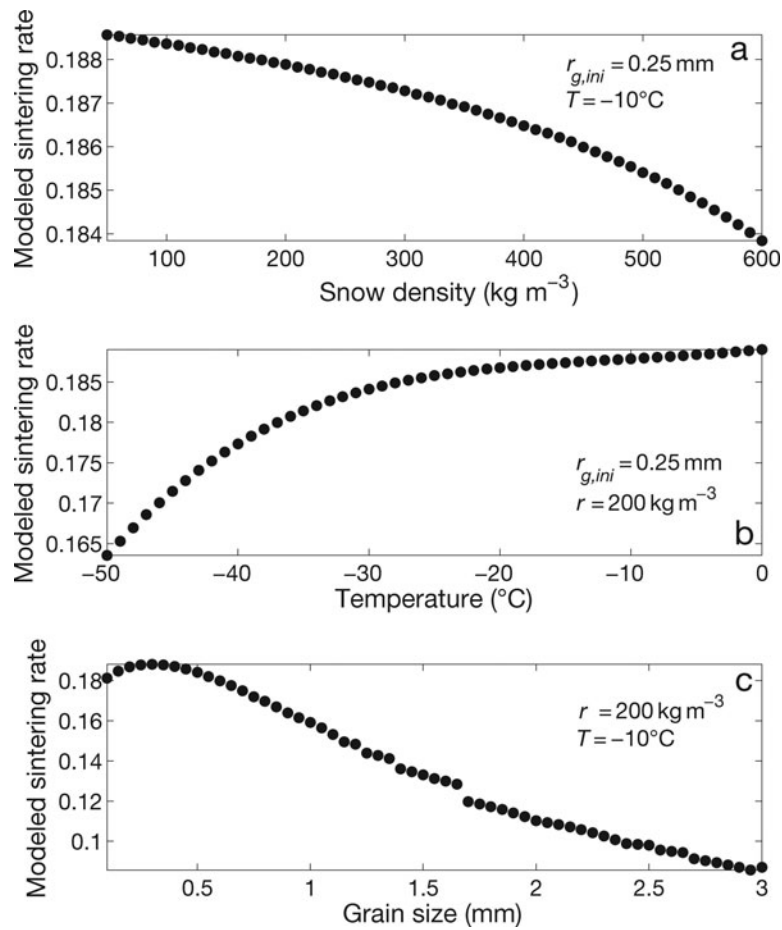 a
r_{g,ini} = 0.25 mm
T = −10°C
Modeled sintering rate
0.188
0.187
0.186
0.185
0.184
100 200 300 400 500 600
Snow density (kg m⁻³)
Modeled sintering rate
0.185
0.18
0.175
0.17
0.165
r_{g,ini} = 0.25 mm
r = 200 kg m⁻³
b
−50 −40 −30 −20 −10 0
Temperature (°C)
c
r = 200 kg m⁻³
T = −10°C
Modeled sintering rate
0.18
0.16
0.14
0.12
0.1
0.5 1 1.5 2 2.5 3
Grain size (mm)